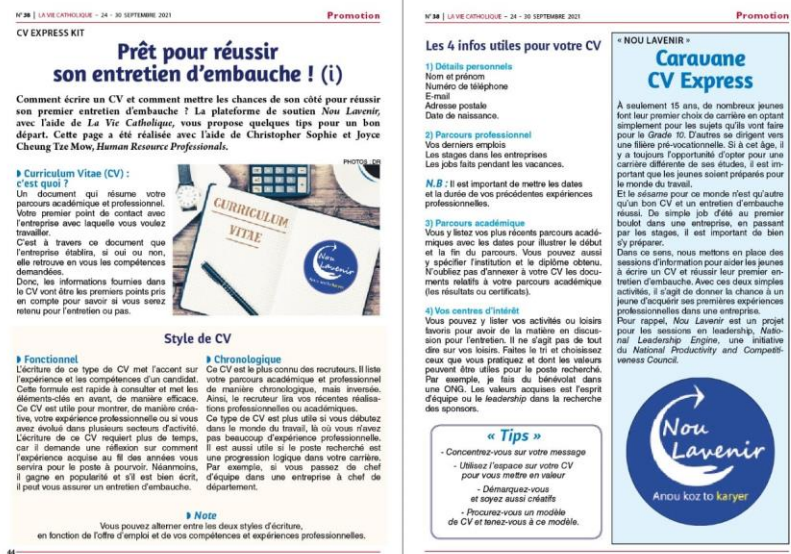 N°38 | LA VIE CATHOLIQUE – 24 - 30 SEPTEMBRE 2021
Promotion
CV EXPRESS KIT
Prêt pour réussir
son entretien d'embauche ! (i)
Comment écrire un CV et comment mettre les chances de son côté pour réussir
son premier entretien d'embauche ? La plateforme de soutien Nou Lavenir,
avec l'aide de La Vie Catholique, vous propose quelques tips pour un bon
départ. Cette page a été réalisée avec l'aide de Christopher Sophie et Joyce
Cheung Tze Mow, Human Resource Professionals.
PHOTOS : DR
Curriculum Vitae (CV) :
c'est quoi ?
Un document qui résume votre
parcours académique et professionnel.
Votre premier point de contact avec
l'entreprise avec laquelle vous voulez
travailler.
C'est à travers ce document que
l'entreprise établira, si oui ou non,
elle retrouve en vous les compétences
demandées.
Donc, les informations fournies dans
le CV vont être les premiers points pris
en compte pour savoir si vous serez
retenu pour l'entretien ou pas.
CURRICULUM
VITAE
Nou
Lavenir
Anou koz to karyer
Style de CV
Fonctionnel
L'écriture de ce type de CV met l'accent sur
l'expérience et les compétences d'un candidat.
Cette formule est rapide à consulter et met les
éléments-clés en avant, de manière efficace.
Ce CV est utile pour montrer, de manière créa-
tive, votre expérience professionnelle ou si vous
avez évolué dans plusieurs secteurs d'activité.
L'écriture de ce CV requiert plus de temps,
car il demande une réflexion sur comment
l'expérience acquise au fil des années vous
servira pour le poste à pourvoir. Néanmoins,
il gagne en popularité et s'il est bien écrit,
il peut vous assurer un entretien d'embauche.
Chronologique
Ce CV est le plus connu des recruteurs. Il liste
votre parcours académique et professionnel
de manière chronologique, mais inversée.
Ainsi, le recruteur lira vos récentes réalisa-
tions professionnelles ou académiques.
Ce type de CV est plus utile si vous débutez
dans le monde du travail, là où vous n'avez
pas beaucoup d'expérience professionnelle.
Il est aussi utile si le poste recherché est
une progression logique dans votre carrière.
Par exemple, si vous passez de chef
d'équipe dans une entreprise à chef de
département.
Note
Vous pouvez alterner entre les deux styles d'écriture,
en fonction de l'offre d'emploi et de vos compétences et expériences professionnelles.
44
N°38 | LA VIE CATHOLIQUE – 24 - 30 SEPTEMBRE 2021
Promotion
Les 4 infos utiles pour votre CV
1) Détails personnels
Nom et prénom
Numéro de téléphone
E-mail
Adresse postale
Date de naissance.
2) Parcours professionnel
Vos derniers emplois
Les stages dans les entreprises
Les jobs faits pendant les vacances.
N.B : Il est important de mettre les dates
et la durée de vos précédentes expériences
professionnelles.
3) Parcours académique
Vous y listez vos plus récents parcours acadé-
miques avec les dates pour illustrer le début
et la fin du parcours. Vous pouvez aussi
y spécifier l'institution et le diplôme obtenu.
N'oubliez pas d'annexer à votre CV les docu-
ments relatifs à votre parcours académique
(les résultats ou certificats).
4) Vos centres d'intérêt
Vous pouvez y lister vos activités ou loisirs
favoris pour avoir de la matière en discus-
sion pour l'entretien. Il ne s'agit pas de tout
dire sur vos loisirs. Faites le tri et choisissez
ceux que vous pratiquez et dont les valeurs
peuvent être utiles pour le poste recherché.
Par exemple, je fais du bénévolat dans
une ONG. Les valeurs acquises est l'esprit
d'équipe ou le leadership dans la recherche
des sponsors.
« Tips »
- Concentrez-vous sur votre message
- Utilisez l'espace sur votre CV
pour vous mettre en valeur
- Démarquez-vous
et soyez aussi créatifs
- Procurez-vous un modèle
de CV et tenez-vous à ce modèle.
« NOU LAVENIR »
Caravane
CV Express
À seulement 15 ans, de nombreux jeunes
font leur premier choix de carrière en optant
simplement pour les sujets qu'ils vont faire
pour le Grade 10. D'autres se dirigent vers
une filière pré-vocationnelle. Si à cet âge, il
y a toujours l'opportunité d'opter pour une
carrière différente de ses études, il est im-
portant que les jeunes soient préparés pour
le monde du travail.
Et le sésame pour ce monde n'est qu'autre
qu'un bon CV et un entretien d'embauche
réussi. De simple job d'été au premier
boulot dans une entreprise, en passant
par les stages, il est important de bien
s'y préparer.
Dans ce sens, nous mettons en place des
sessions d'information pour aider les jeunes
à écrire un CV et réussir leur premier en-
tretien d'embauche. Avec ces deux simples
activités, il s'agit de donner la chance à un
jeune d'acquérir ses premières expériences
professionnelles dans une entreprise.
Pour rappel, Nou Lavenir est un projet
pour les sessions en leadership, Natio-
nal Leadership Engine, une initiative
du National Productivity and Competiti-
veness Council.
Nou
Lavenir
Anou koz to karyer